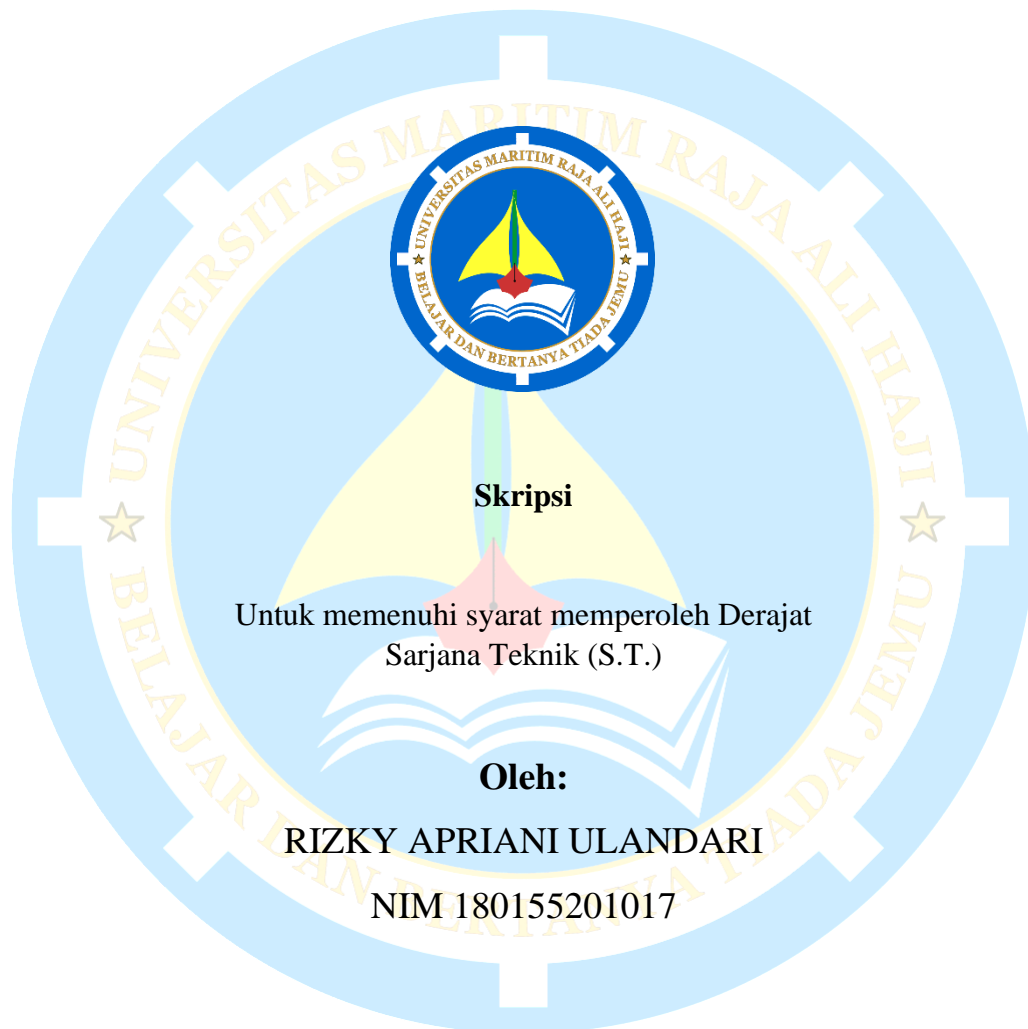 UNIVERSITAS MARITIM RAJA ALI HAJI
BELAJAR DAN BERTANYA TIADA JEMU
UNIVERSITAS MARITIM RAJA ALI HAJI
BELAJAR DAN BERTANYA TIADA JEMU
Skripsi
Untuk memenuhi syarat memperoleh Derajat
Sarjana Teknik (S.T.)
Oleh:
RIZKY APRIANI ULANDARI
NIM 180155201017